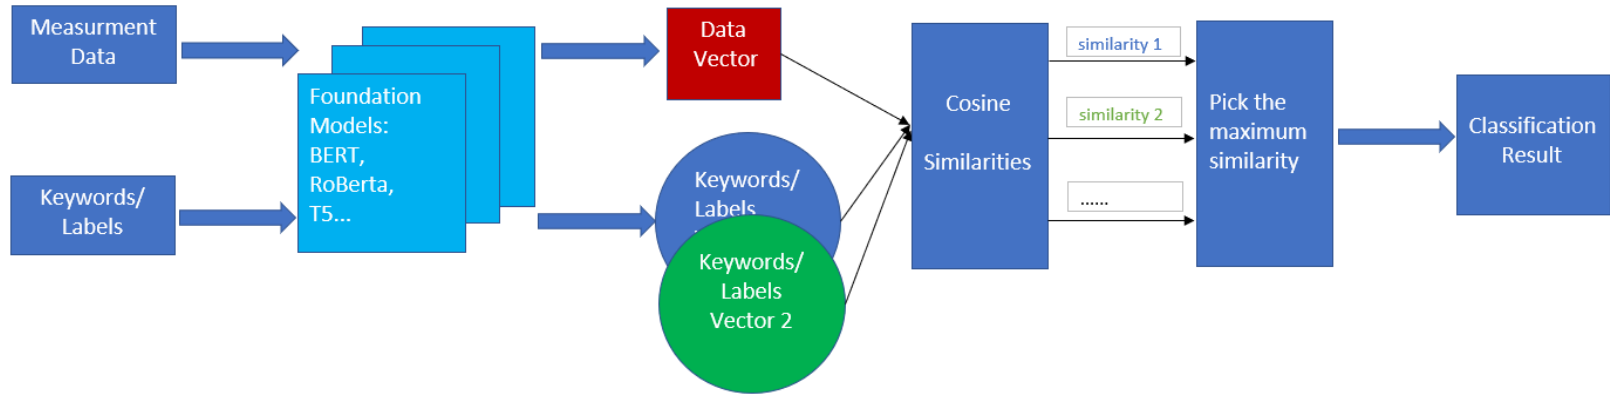 Measurment
Data
Keywords/
Labels
Foundation
Models:
BERT,
RoBerta,
T5...
Data
Vector
Keywords/
Labels
Keywords/
Labels
Vector 2
Cosine
Similarities
similarity 1
similarity 2
......
Pick the
maximum
similarity
Classification
Result